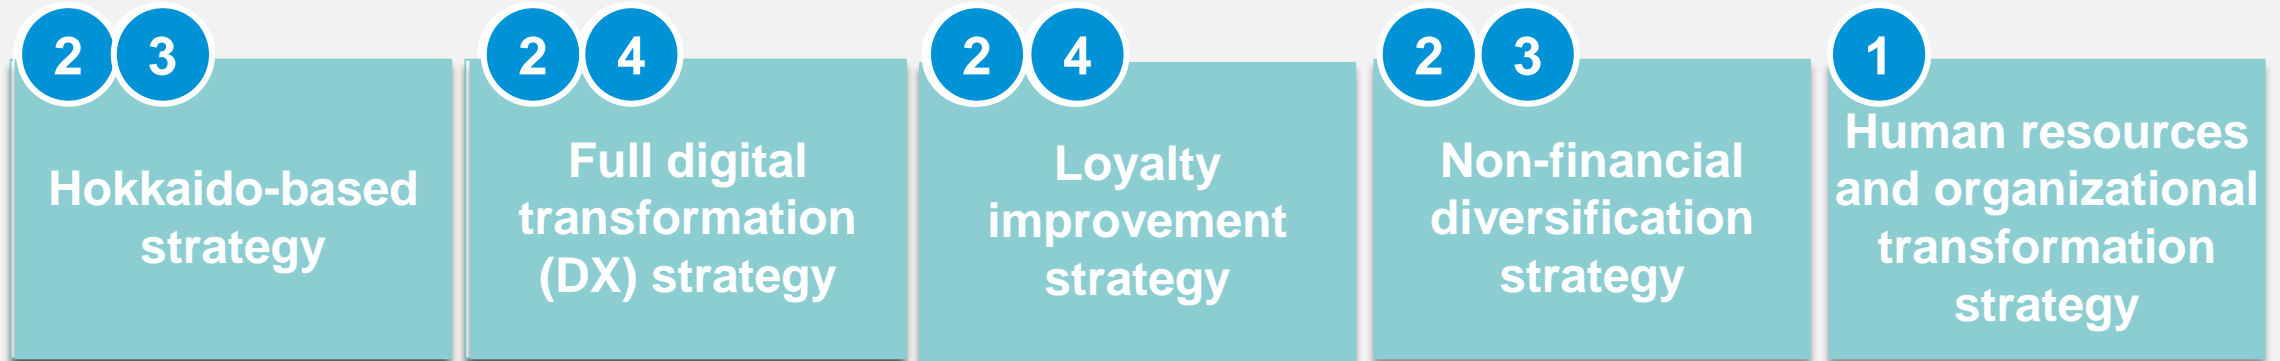 2 3
Hokkaido-based
strategy
2 4
Full digital
transformation
(DX) strategy
2 4
Loyalty
improvement
strategy
2 3
Non-financial
diversification
strategy
1
Human resources
and organizational
transformation
strategy